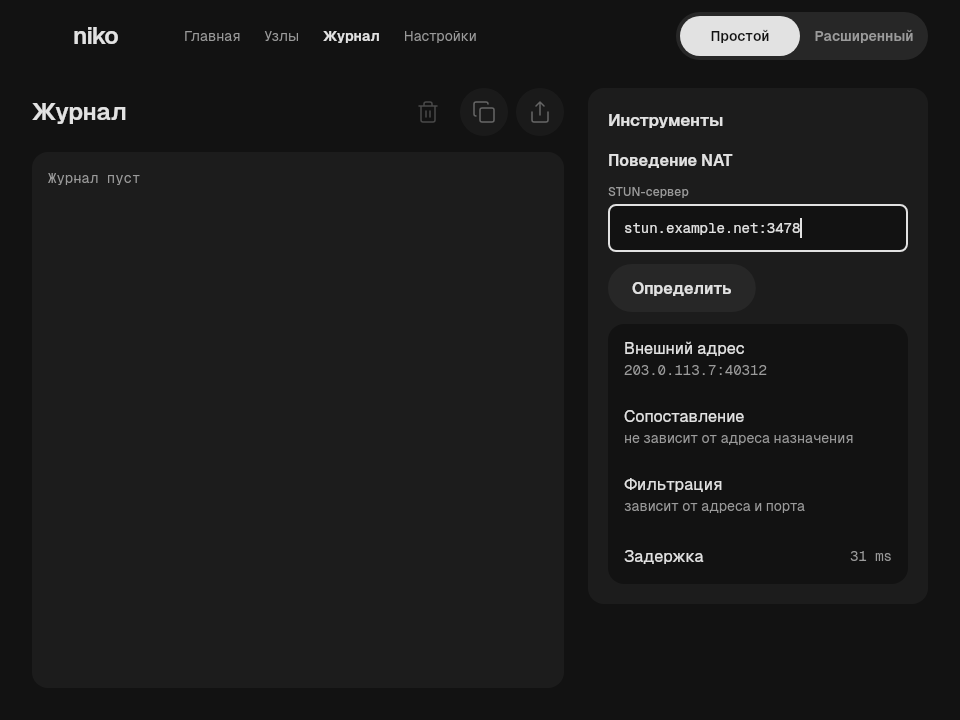 niko
Главная
Узлы
Журнал
Настройки
Простой
Расширенный
Журнал
Журнал пуст
Инструменты
Поведение NAT
STUN-сервер
stun.example.net:3478
Определить
Внешний адрес
203.0.113.7:40312
Сопоставление
не зависит от адреса назначения
Фильтрация
зависит от адреса и порта
Задержка
31 ms